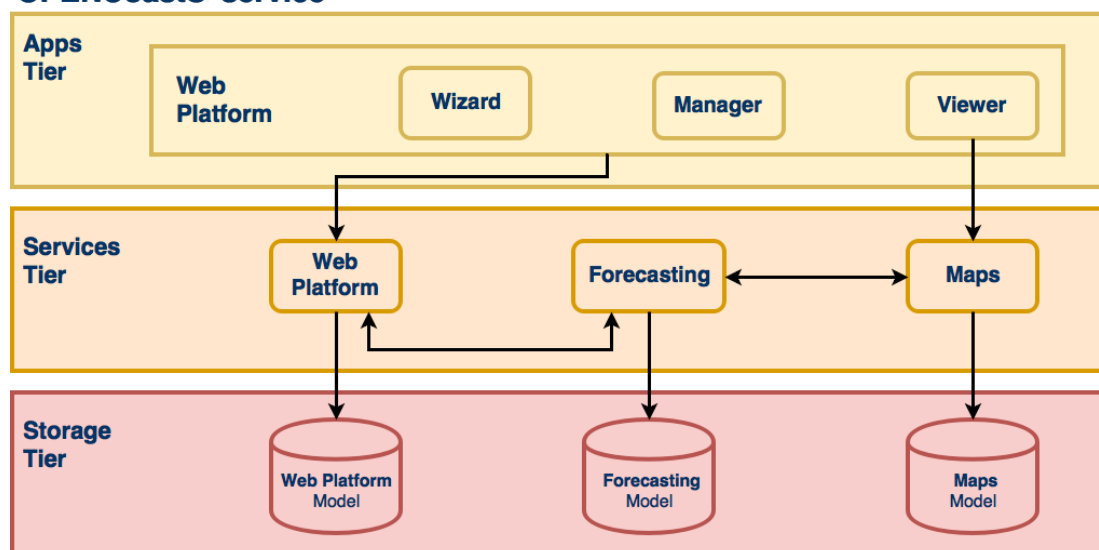 service
Apps
Tier
Web
Platform
Wizard
Manager
Viewer
Services
Tier
Web
Platform
Forecasting
Maps
Storage
Tier
Web Platform
Model
Forecasting
Model
Maps
Model